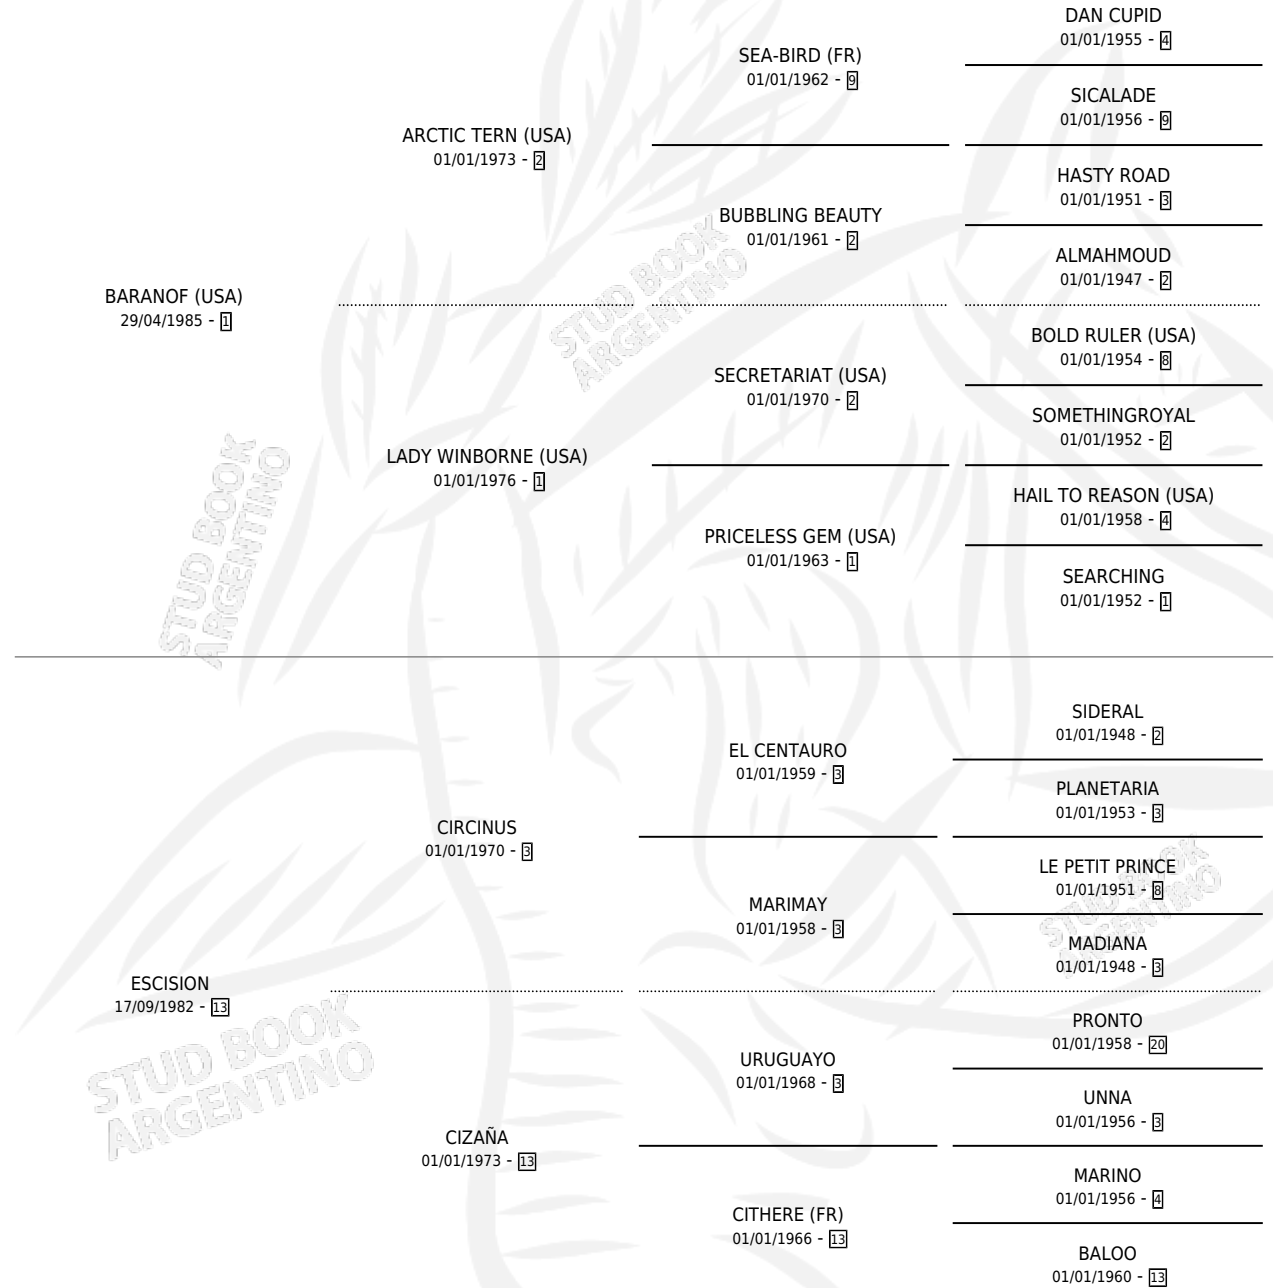 DAN CUPID
01/01/1955 - 4
SEA-BIRD (FR)
01/01/1962 - 9
SICALADE
01/01/1956 - 9
ARCTIC TERN (USA)
01/01/1973 - 2
HASTY ROAD
01/01/1951 - 3
BUBBLING BEAUTY
01/01/1961 - 2
ALMAHMOUD
01/01/1947 - 2
BARANOF (USA)
29/04/1985 - 1
BOLD RULER (USA)
01/01/1954 - 8
SECRETARIAT (USA)
01/01/1970 - 2
SOMETHINGROYAL
01/01/1952 - 2
LADY WINBORNE (USA)
01/01/1976 - 1
HAIL TO REASON (USA)
01/01/1958 - 4
PRICELESS GEM (USA)
01/01/1963 - 1
SEARCHING
01/01/1952 - 1
STUD BOOK
ARGENTINO
STUD BOOK
ARGENTINO
SIDERAL
01/01/1948 - 2
EL CENTAURO
01/01/1959 - 3
PLANETARIA
01/01/1953 - 3
CIRCINUS
01/01/1970 - 3
LE PETIT PRINCE
01/01/1951 - 8
MARIMAY
01/01/1958 - 3
MADIANA
01/01/1948 - 3
STUD BOOK
ARGENTINO
ESCISION
17/09/1982 - 13
PRONTO
01/01/1958 - 20
URUGUAYO
01/01/1968 - 3
UNNA
01/01/1956 - 3
STUD BOOK
ARGENTINO
CIZAÑA
01/01/1973 - 13
MARINO
01/01/1956 - 4
CITHERE (FR)
01/01/1966 - 13
BALOO
01/01/1960 - 13